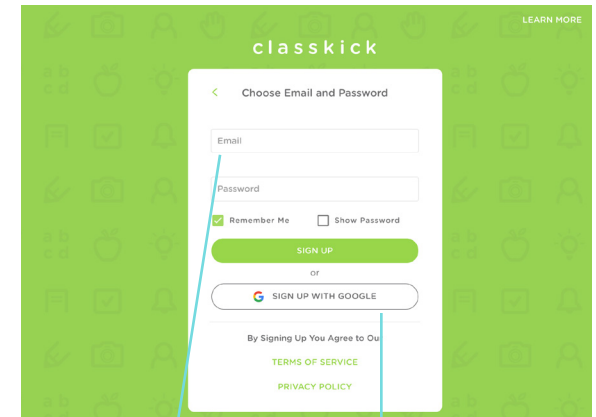 LEARN MORE
classkick
Choose Email and Password
Email
Password
Remember Me
Show Password
SIGN UP
or
G SIGN UP WITH GOOGLE
By Signing Up You Agree to Ou
TERMS OF SERVICE
PRIVACY POLICY